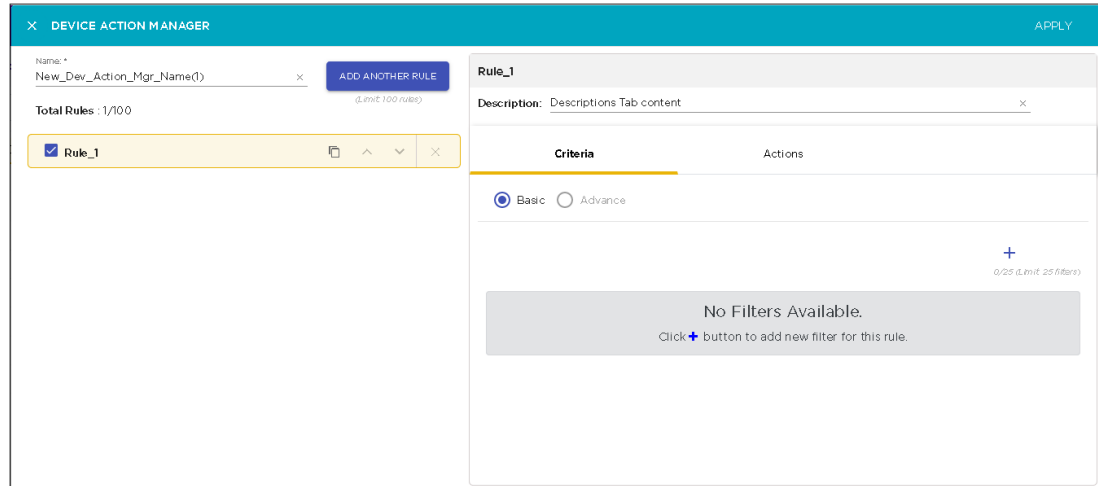 DEVICE ACTION MANAGER
APPLY
Name: *
New_Dev_Action_Mgr_Name(1)
ADD ANOTHER RULE
(Limit: 100 rules)
Total Rules : 1/100
Rule_1
Rule_1
Description: Descriptions Tab content
Criteria Actions
Basic Advance
0/25 (Limit: 25 filters)
No Filters Available.
Click + button to add new filter for this rule.